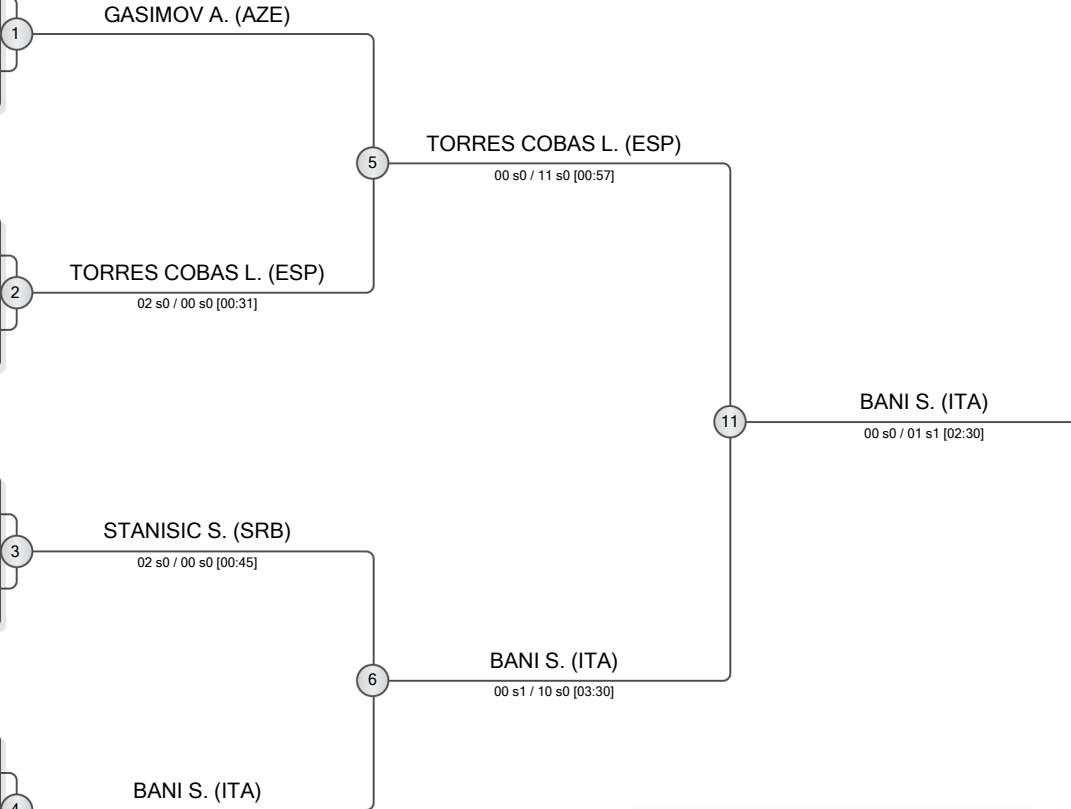 GASIMOV A. (AZE)
1
TORRES COBAS L. (ESP)
5
00 s0 / 11 s0 [00:57]
TORRES COBAS L. (ESP)
2
02 s0 / 00 s0 [00:31]
BANI S. (ITA)
11
00 s0 / 01 s1 [02:30]
STANISIC S. (SRB)
3
02 s0 / 00 s0 [00:45]
BANI S. (ITA)
6
00 s1 / 10 s0 [03:30]
BANI S. (ITA)
4